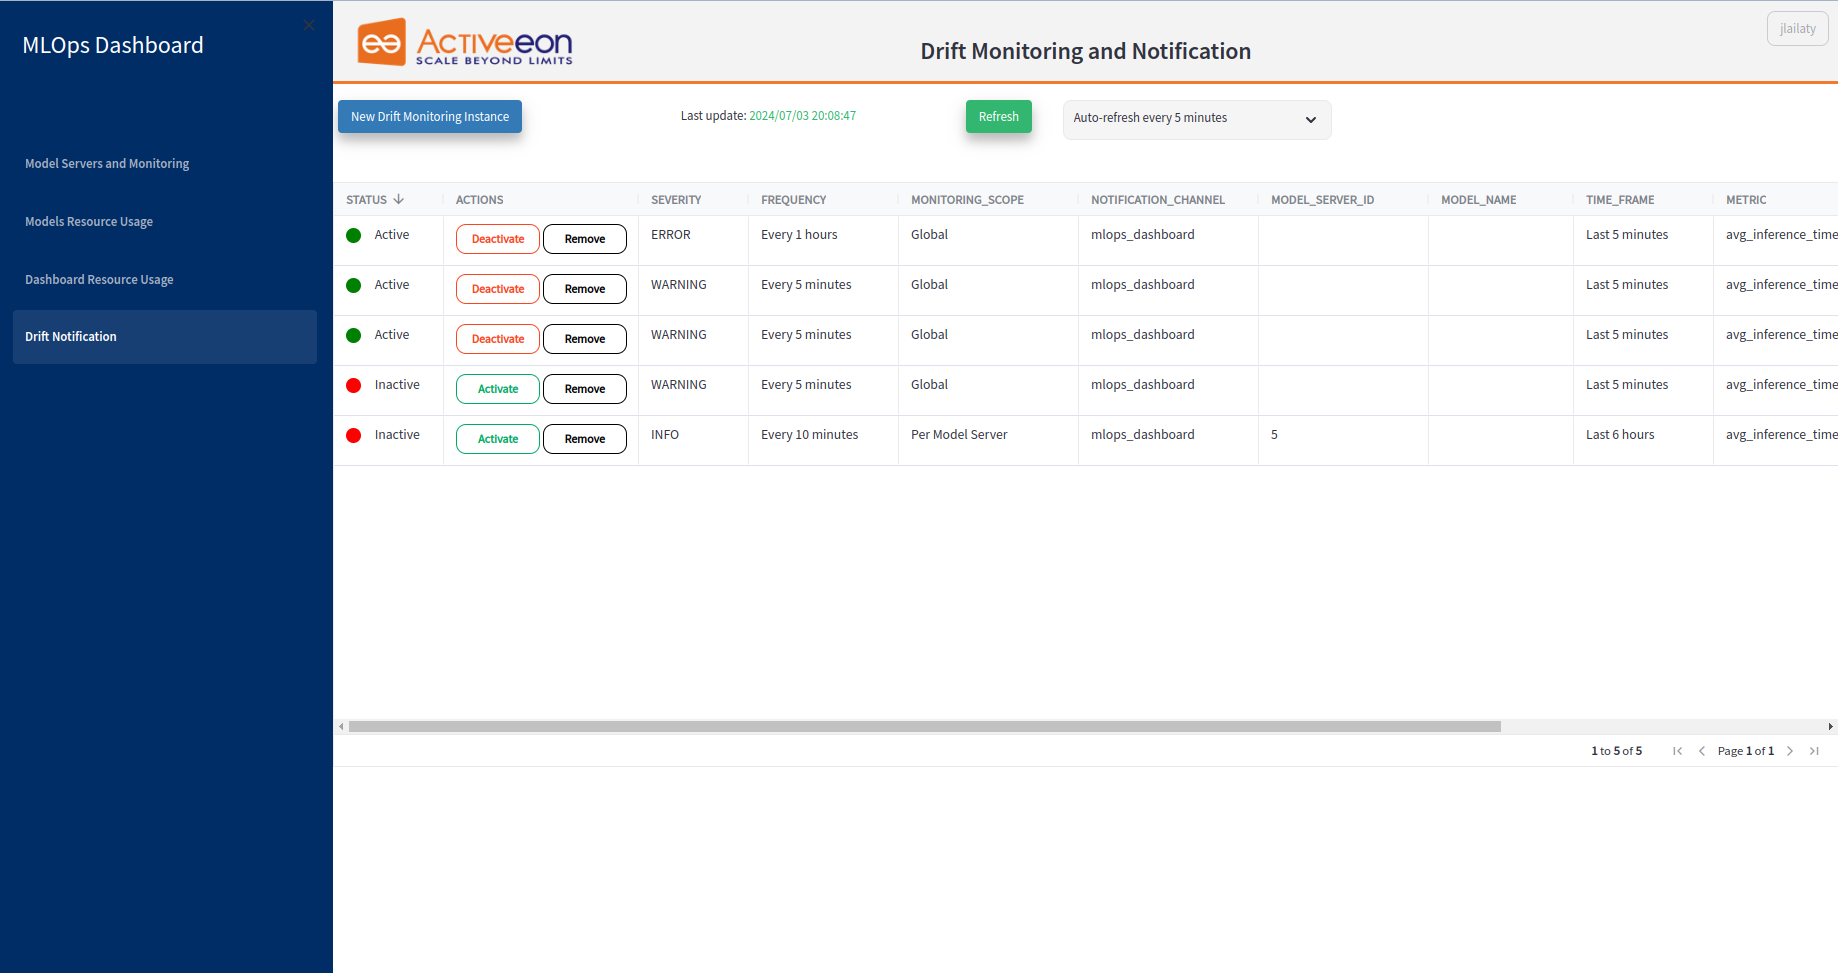 MLOps Dashboard
Model Servers and Monitoring
Models Resource Usage
Dashboard Resource Usage
Drift Notification
Activeeon
SCALE BEYOND LIMITS
Drift Monitoring and Notification
jlailaty
New Drift Monitoring Instance
Last update: 2024/07/03 20:08:47
Refresh
Auto-refresh every 5 minutes
STATUS ACTIONS SEVERITY FREQUENCY MONITORING_SCOPE NOTIFICATION_CHANNEL MODEL_SERVER_ID MODEL_NAME TIME_FRAME METRIC
Active Deactivate Remove ERROR Every 1 hours Global mlops_dashboard Last 5 minutes avg_inference_time
Active Deactivate Remove WARNING Every 5 minutes Global mlops_dashboard Last 5 minutes avg_inference_time
Active Deactivate Remove WARNING Every 5 minutes Global mlops_dashboard Last 5 minutes avg_inference_time
Inactive Activate Remove WARNING Every 5 minutes Global mlops_dashboard Last 5 minutes avg_inference_time
Inactive Activate Remove INFO Every 10 minutes Per Model Server mlops_dashboard 5 Last 6 hours avg_inference_time
1 to 5 of 5 Page 1 of 1